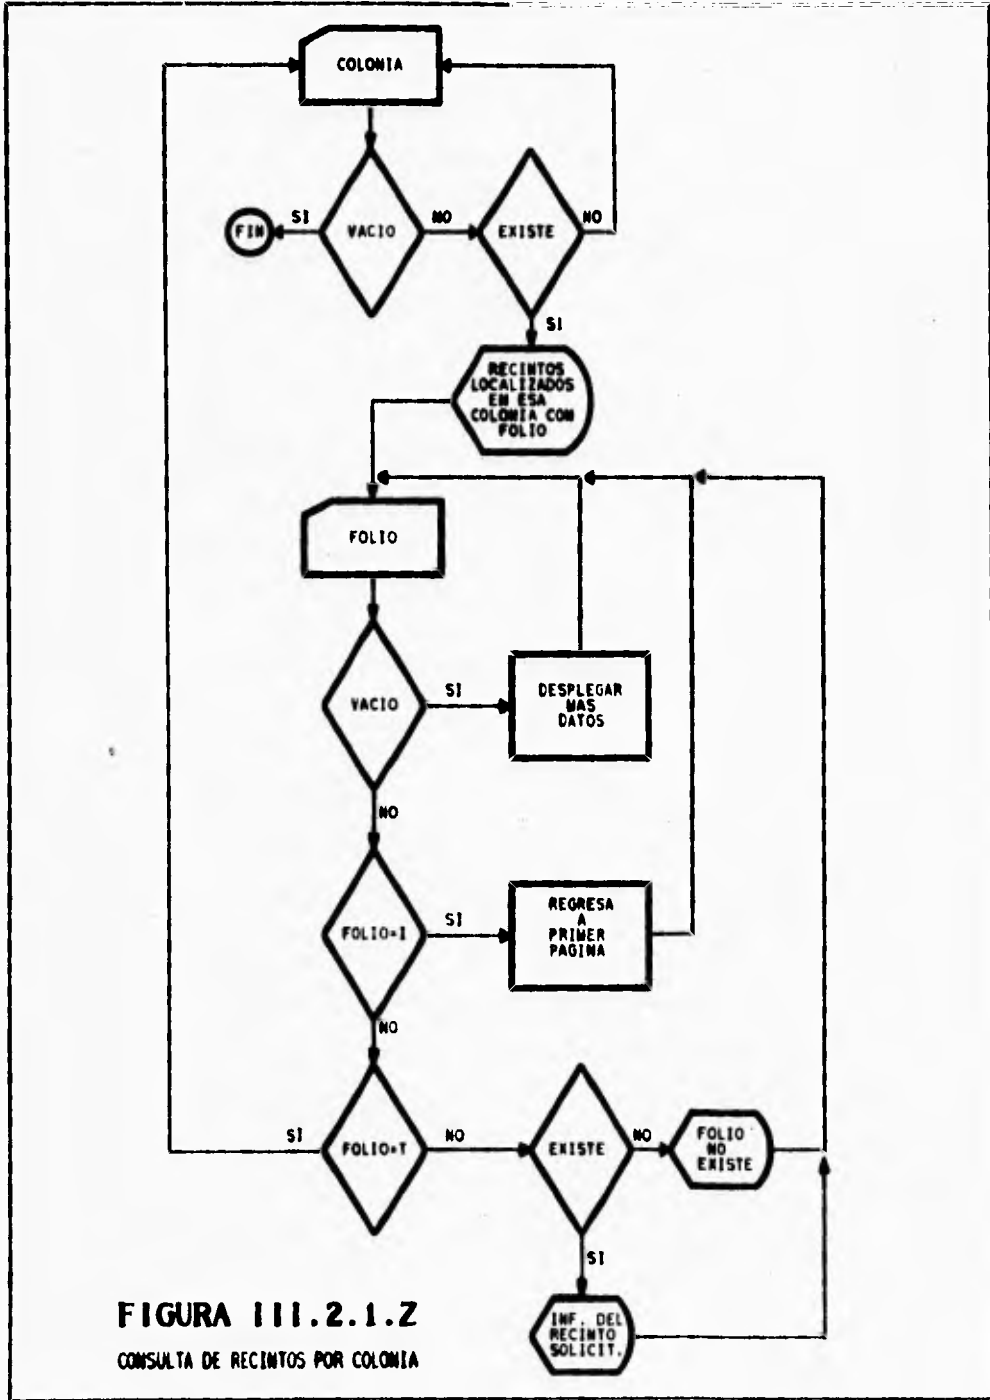 COLONIA
VACIO
SI
FIN
NO
EXISTE
NO
SI
RECINTOS
LOCALIZADOS
EN ESA
COLONIA CON
FOLIO
FOLIO
VACIO
SI
DESPLEGAR
MAS
DATOS
NO
FOLIO=I
SI
REGRESA
A
PRIMER
PAGINA
NO
FOLIO=T
SI
NO
EXISTE
NO
FOLIO
NO
EXISTE
SI
INF. DEL
RECINTO
SOLICIT.
FIGURA III.2.1.Z
CONSULTA DE RECINTOS POR COLONIA